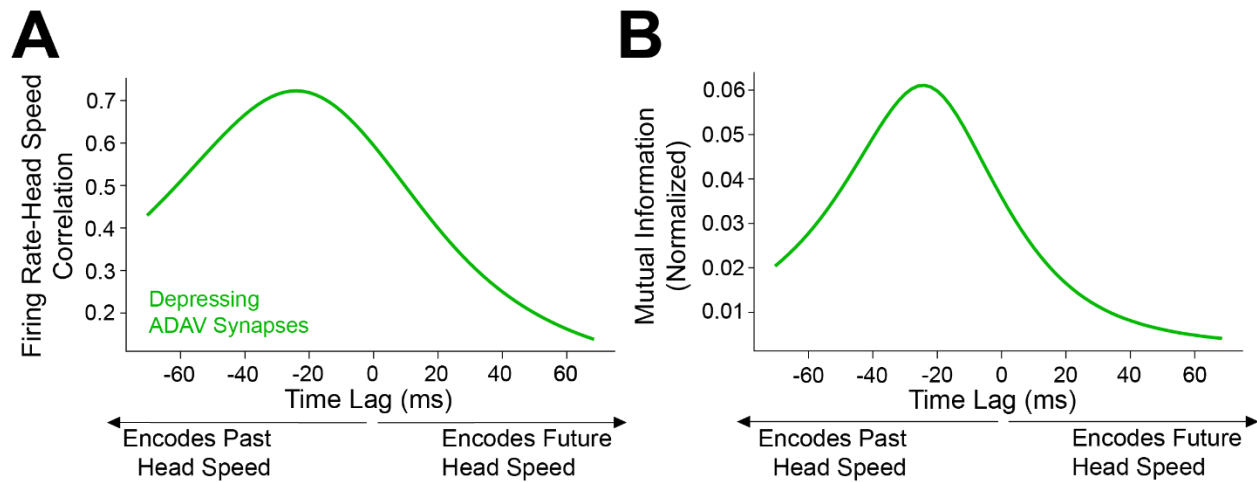 A
Firing Rate-Head Speed
Correlation
0.7
0.6
0.5
0.4
0.3
0.2
Depressing
ADAV Synapses
-60
-40
-20
0
20
40
60
Time Lag (ms)
Encodes Past
Head Speed
Encodes Future
Head Speed
B
Mutual Information
(Normalized)
0.06
0.05
0.04
0.03
0.02
0.01
-60
-40
-20
0
20
40
60
Time Lag (ms)
Encodes Past
Head Speed
Encodes Future
Head Speed